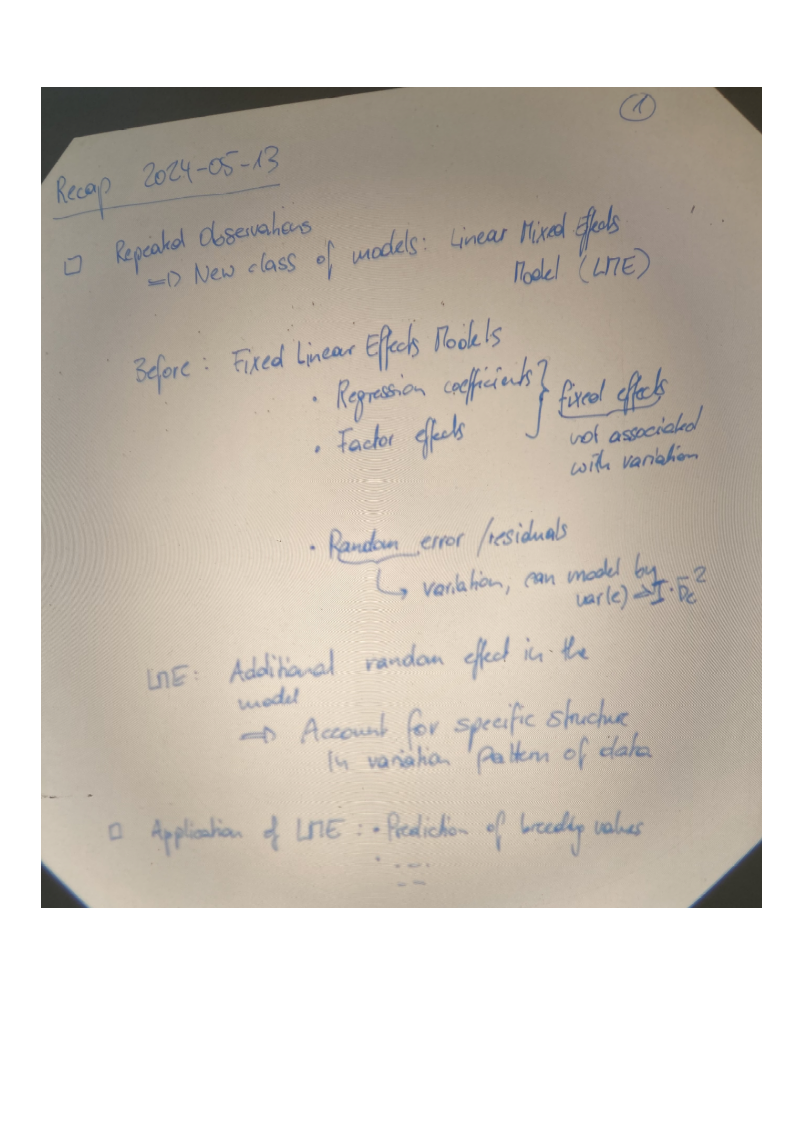 1
Recap 2024-05-13
□ Repeated Observations
⇒ New class of models: Linear Mixed Effects
Model (LME)
Before: Fixed Linear Effects Models
• Regression coefficients
• Factor effects
} fixed effects
not associated
with variation
• Random error/residuals
↳ variation, can model by
var(e) → I·σe²
LME: Additional random effect in the
model
⇒ Account for specific structure
in variation pattern of data
□ Application of LME: • Prediction of breeding values
• ...